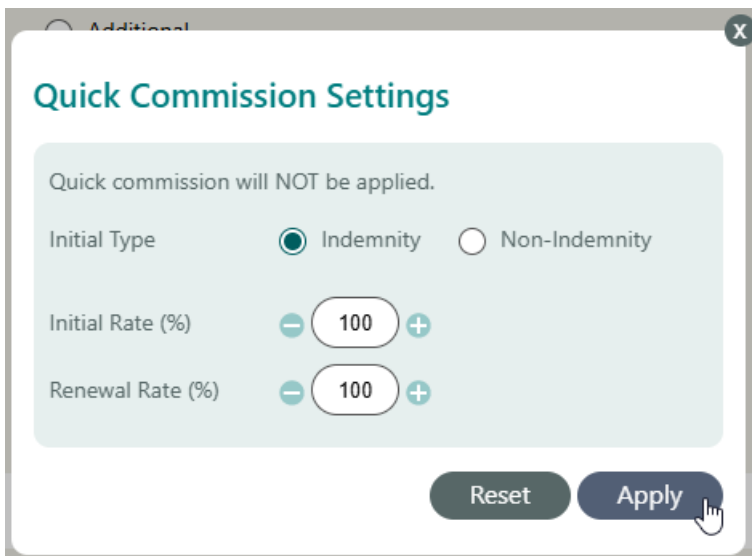 Additional
X
Quick Commission Settings
Quick commission will NOT be applied.
Initial Type Indemnity Non-Indemnity
Initial Rate (%) 100
Renewal Rate (%) 100
Reset Apply